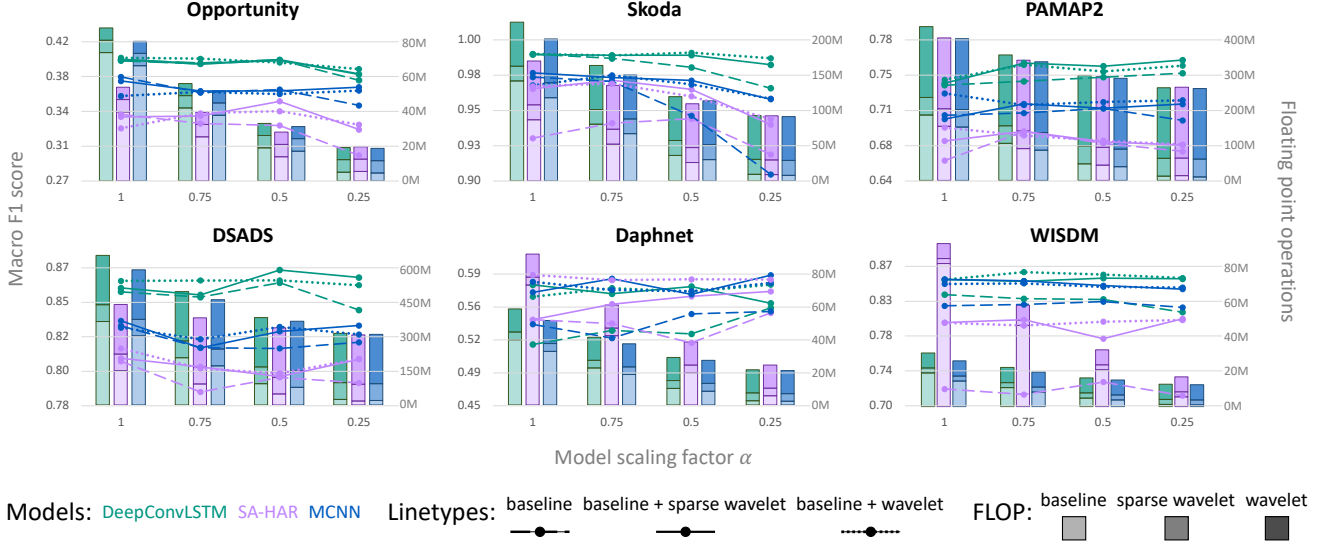 Opportunity
Skoda
PAMAP2
0.42
0.38
0.34
0.31
0.27
80M
60M
40M
20M
0M
1
0.75
0.5
0.25
1.00
0.98
0.95
0.93
0.90
200M
150M
100M
50M
0M
1
0.75
0.5
0.25
0.78
0.75
0.71
0.68
0.64
400M
300M
200M
100M
0M
1
0.75
0.5
0.25
Macro F1 score
Floating point operations
DSADS
Daphnet
WISDM
0.87
0.85
0.82
0.80
0.78
600M
450M
300M
150M
0M
1
0.75
0.5
0.25
0.59
0.56
0.52
0.49
0.45
80M
60M
40M
20M
0M
1
0.75
0.5
0.25
0.87
0.83
0.78
0.74
0.70
80M
60M
40M
20M
0M
1
0.75
0.5
0.25
Model scaling factor α
Models: DeepConvLSTM SA-HAR MCNN
Linetypes: baseline baseline + sparse wavelet baseline + wavelet
FLOP: baseline sparse wavelet wavelet